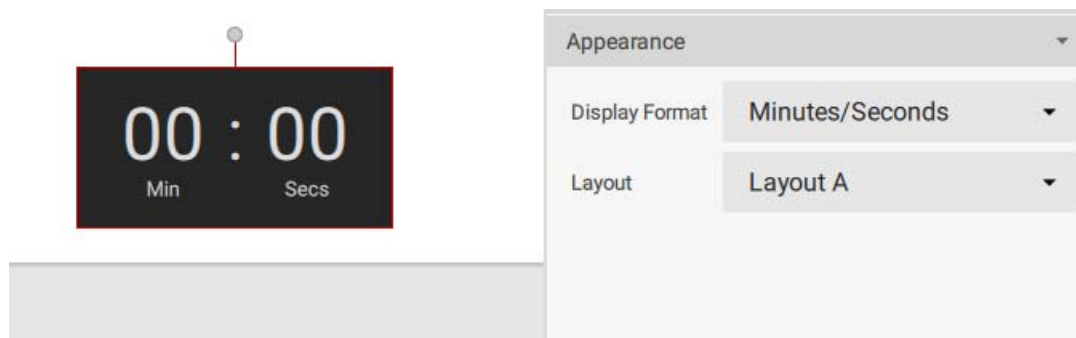 00 : 00
Min Secs
Appearance
Display Format Minutes/Seconds
Layout Layout A